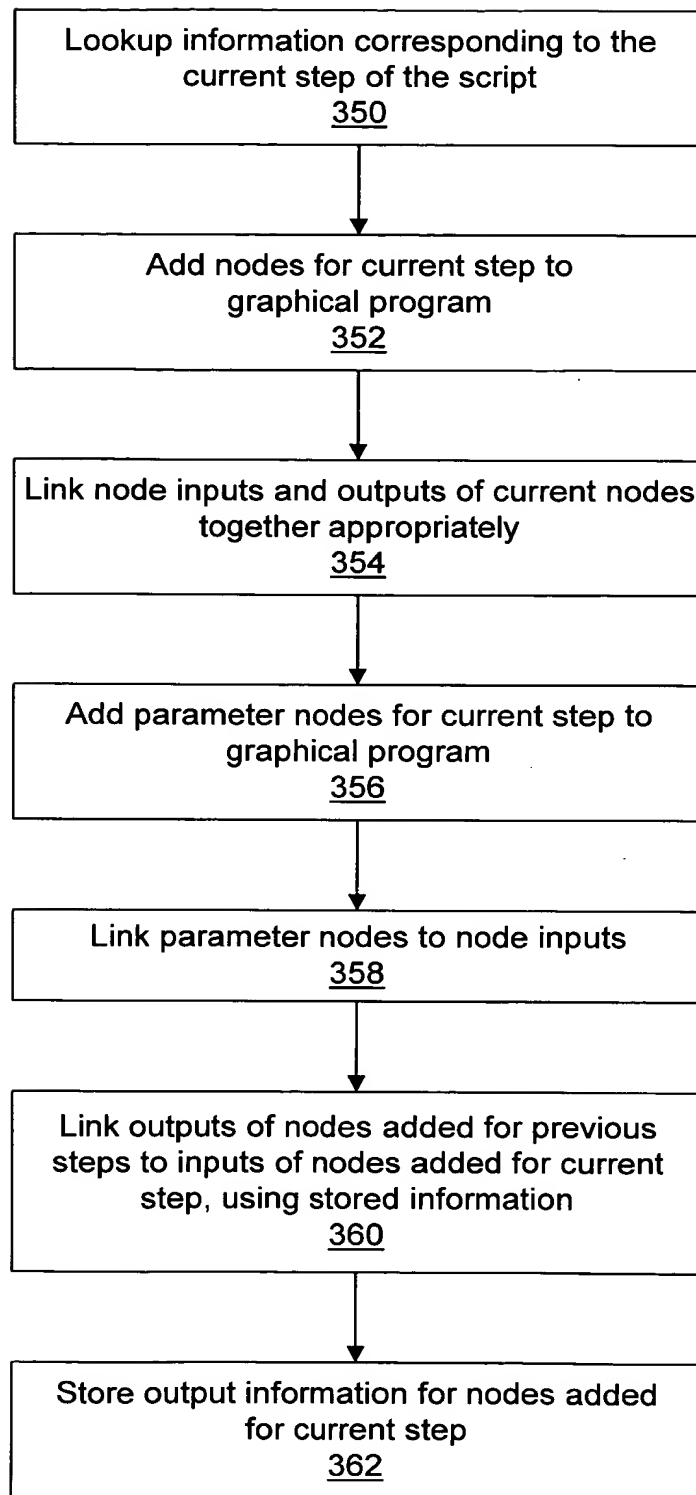 Lookup information corresponding to the
current step of the script
350
Add nodes for current step to
graphical program
352
Link node inputs and outputs of current nodes
together appropriately
354
Add parameter nodes for current step to
graphical program
356
Link parameter nodes to node inputs
358
Link outputs of nodes added for previous
steps to inputs of nodes added for current
step, using stored information
360
Store output information for nodes added
for current step
362